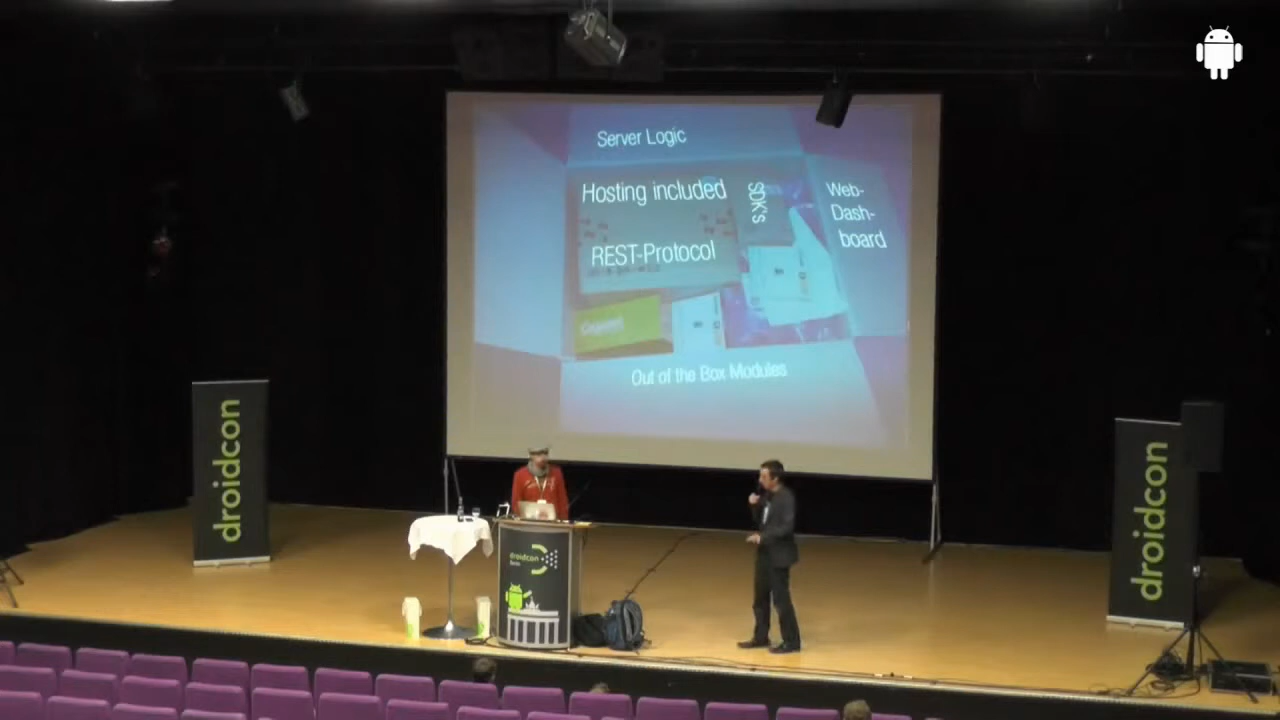 Server Logic
Hosting included
SDK's
Web-
Dash-
board
REST-Protocol
Out of the Box Modules
droidcon
droidcon
droidcon